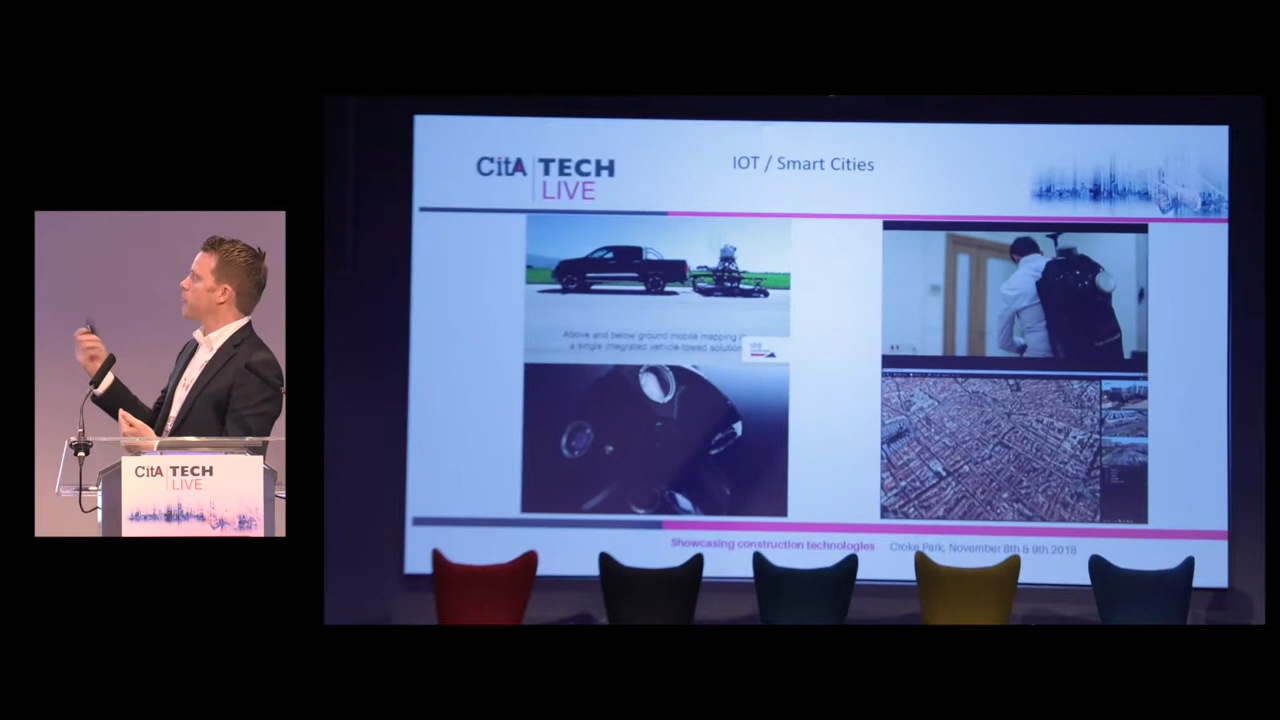 CitA TECH
LIVE
IOT / Smart Cities
Above and below ground mobile mapping in
a single integrated vehicle-towed solution
Showcasing construction technologies Croke Park, November 8th & 9th 2018
CitA TECH
LIVE